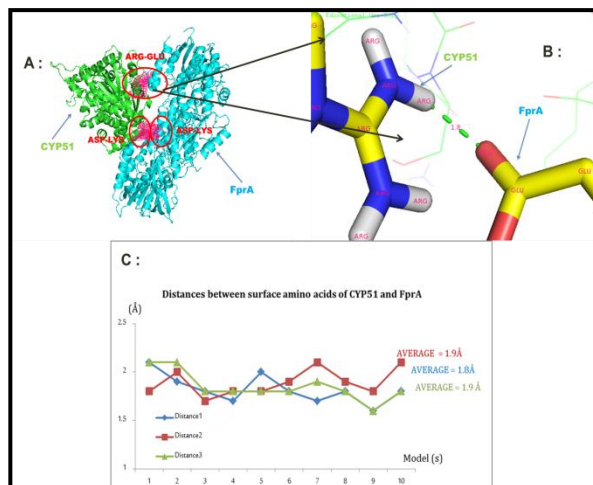 A :
ARG-GLU
CYP51
ASP-LYS
ASP-LYS
FprA
B :
CYP51
FprA
ARG
ARG
ARG
ARG
ARG
1.8
GLU
GLU
C :
Distances between surface amino acids of CYP51 and FprA
(Å)
2.5
2
1.5
1
AVERAGE = 1.9Å
AVERAGE = 1.8Å
AVERAGE = 1.9 Å
Distance1
Distance2
Distance3
Model (s)
1 2 3 4 5 6 7 8 9 10